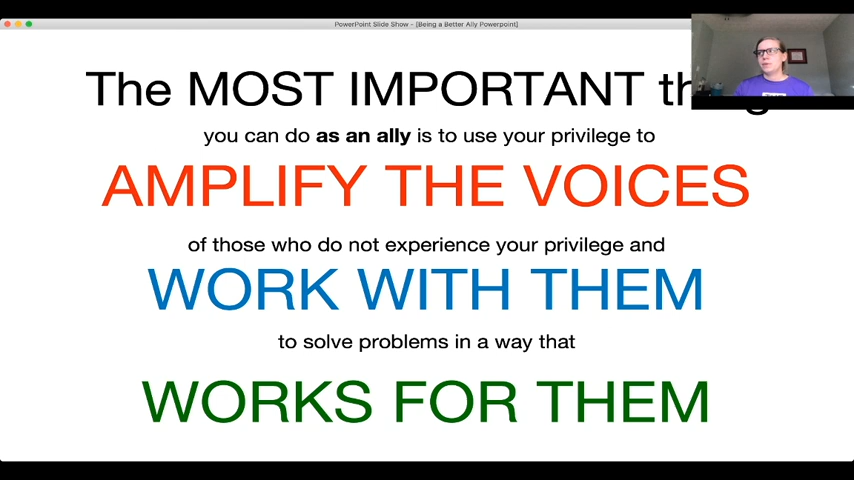 PowerPoint Slide Show - [Being a Better Ally Powerpoint]
The MOST IMPORTANT
you can do as an ally is to use your privilege to
AMPLIFY THE VOICES
of those who do not experience your privilege and
WORK WITH THEM
to solve problems in a way that
WORKS FOR THEM